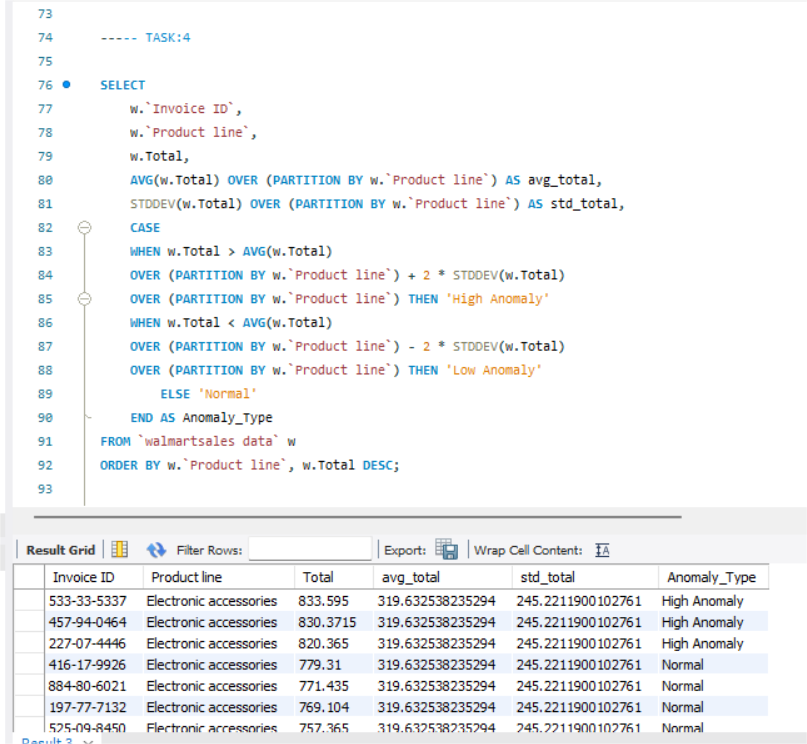 73
74 ----- TASK:4
75
76 SELECT
77 w.`Invoice ID`,
78 w.`Product line`,
79 w.Total,
80 AVG(w.Total) OVER (PARTITION BY w.`Product line`) AS avg_total,
81 STDDEV(w.Total) OVER (PARTITION BY w.`Product line`) AS std_total,
82 CASE
83 WHEN w.Total > AVG(w.Total)
84 OVER (PARTITION BY w.`Product line`) + 2 * STDDEV(w.Total)
85 OVER (PARTITION BY w.`Product line`) THEN 'High Anomaly'
86 WHEN w.Total < AVG(w.Total)
87 OVER (PARTITION BY w.`Product line`) - 2 * STDDEV(w.Total)
88 OVER (PARTITION BY w.`Product line`) THEN 'Low Anomaly'
89 ELSE 'Normal'
90 END AS Anomaly_Type
91 FROM `walmartsales data` w
92 ORDER BY w.`Product line`, w.Total DESC;
93
Result Grid Filter Rows: Export: Wrap Cell Content: IA
Invoice ID Product line Total avg_total std_total Anomaly_Type
533-33-5337 Electronic accessories 833.595 319.632538235294 245.2211900102761 High Anomaly
457-94-0464 Electronic accessories 830.3715 319.632538235294 245.2211900102761 High Anomaly
227-07-4446 Electronic accessories 820.365 319.632538235294 245.2211900102761 High Anomaly
416-17-9926 Electronic accessories 779.31 319.632538235294 245.2211900102761 Normal
884-80-6021 Electronic accessories 771.435 319.632538235294 245.2211900102761 Normal
197-77-7132 Electronic accessories 769.104 319.632538235294 245.2211900102761 Normal
525-09-8450 Electronic accessories 757.365 319.632538235294 245.2211900102761 Normal
Result 3